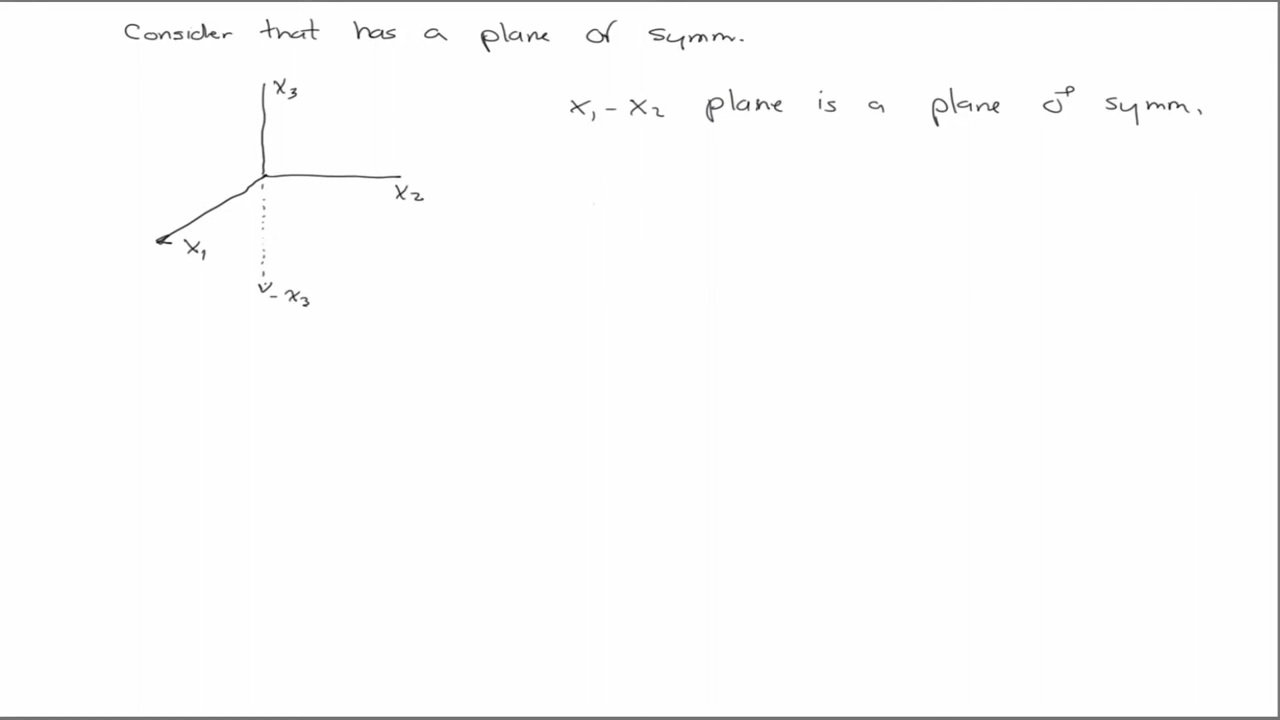 Consider that has a plane of symm.
x₃
x₁ - x₂ plane is a plane of symm.
x₂
x₁
- x₃